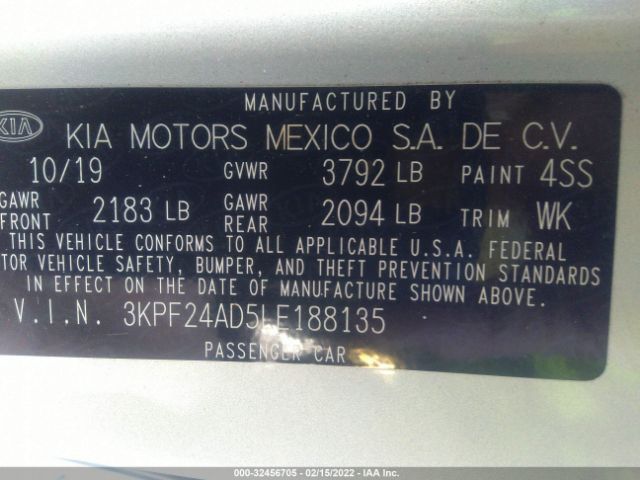 MANUFACTURED BY
KIA KIA MOTORS MEXICO S.A. DE C.V.
10/19 GVWR 3792 LB PAINT 4SS
GAWR FRONT 2183 LB GAWR REAR 2094 LB TRIM WK
THIS VEHICLE CONFORMS TO ALL APPLICABLE U.S.A. FEDERAL
TOR VEHICLE SAFETY, BUMPER, AND THEFT PREVENTION STANDARDS
IN EFFECT ON THE DATE OF MANUFACTURE SHOWN ABOVE.
V.I.N. 3KPF24AD5LE188135
PASSENGER CAR
000-32456705 - 02/15/2022 - IAA Inc.